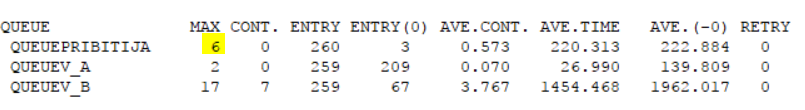 QUEUE MAX CONT. ENTRY ENTRY(0) AVE.CONT. AVE.TIME AVE.(-0) RETRY
QUEUEPRIBITIJA 6 0 260 3 0.573 220.313 222.884 0
QUEUEV_A 2 0 259 209 0.070 26.990 139.809 0
QUEUEV_B 17 7 259 67 3.767 1454.468 1962.017 0